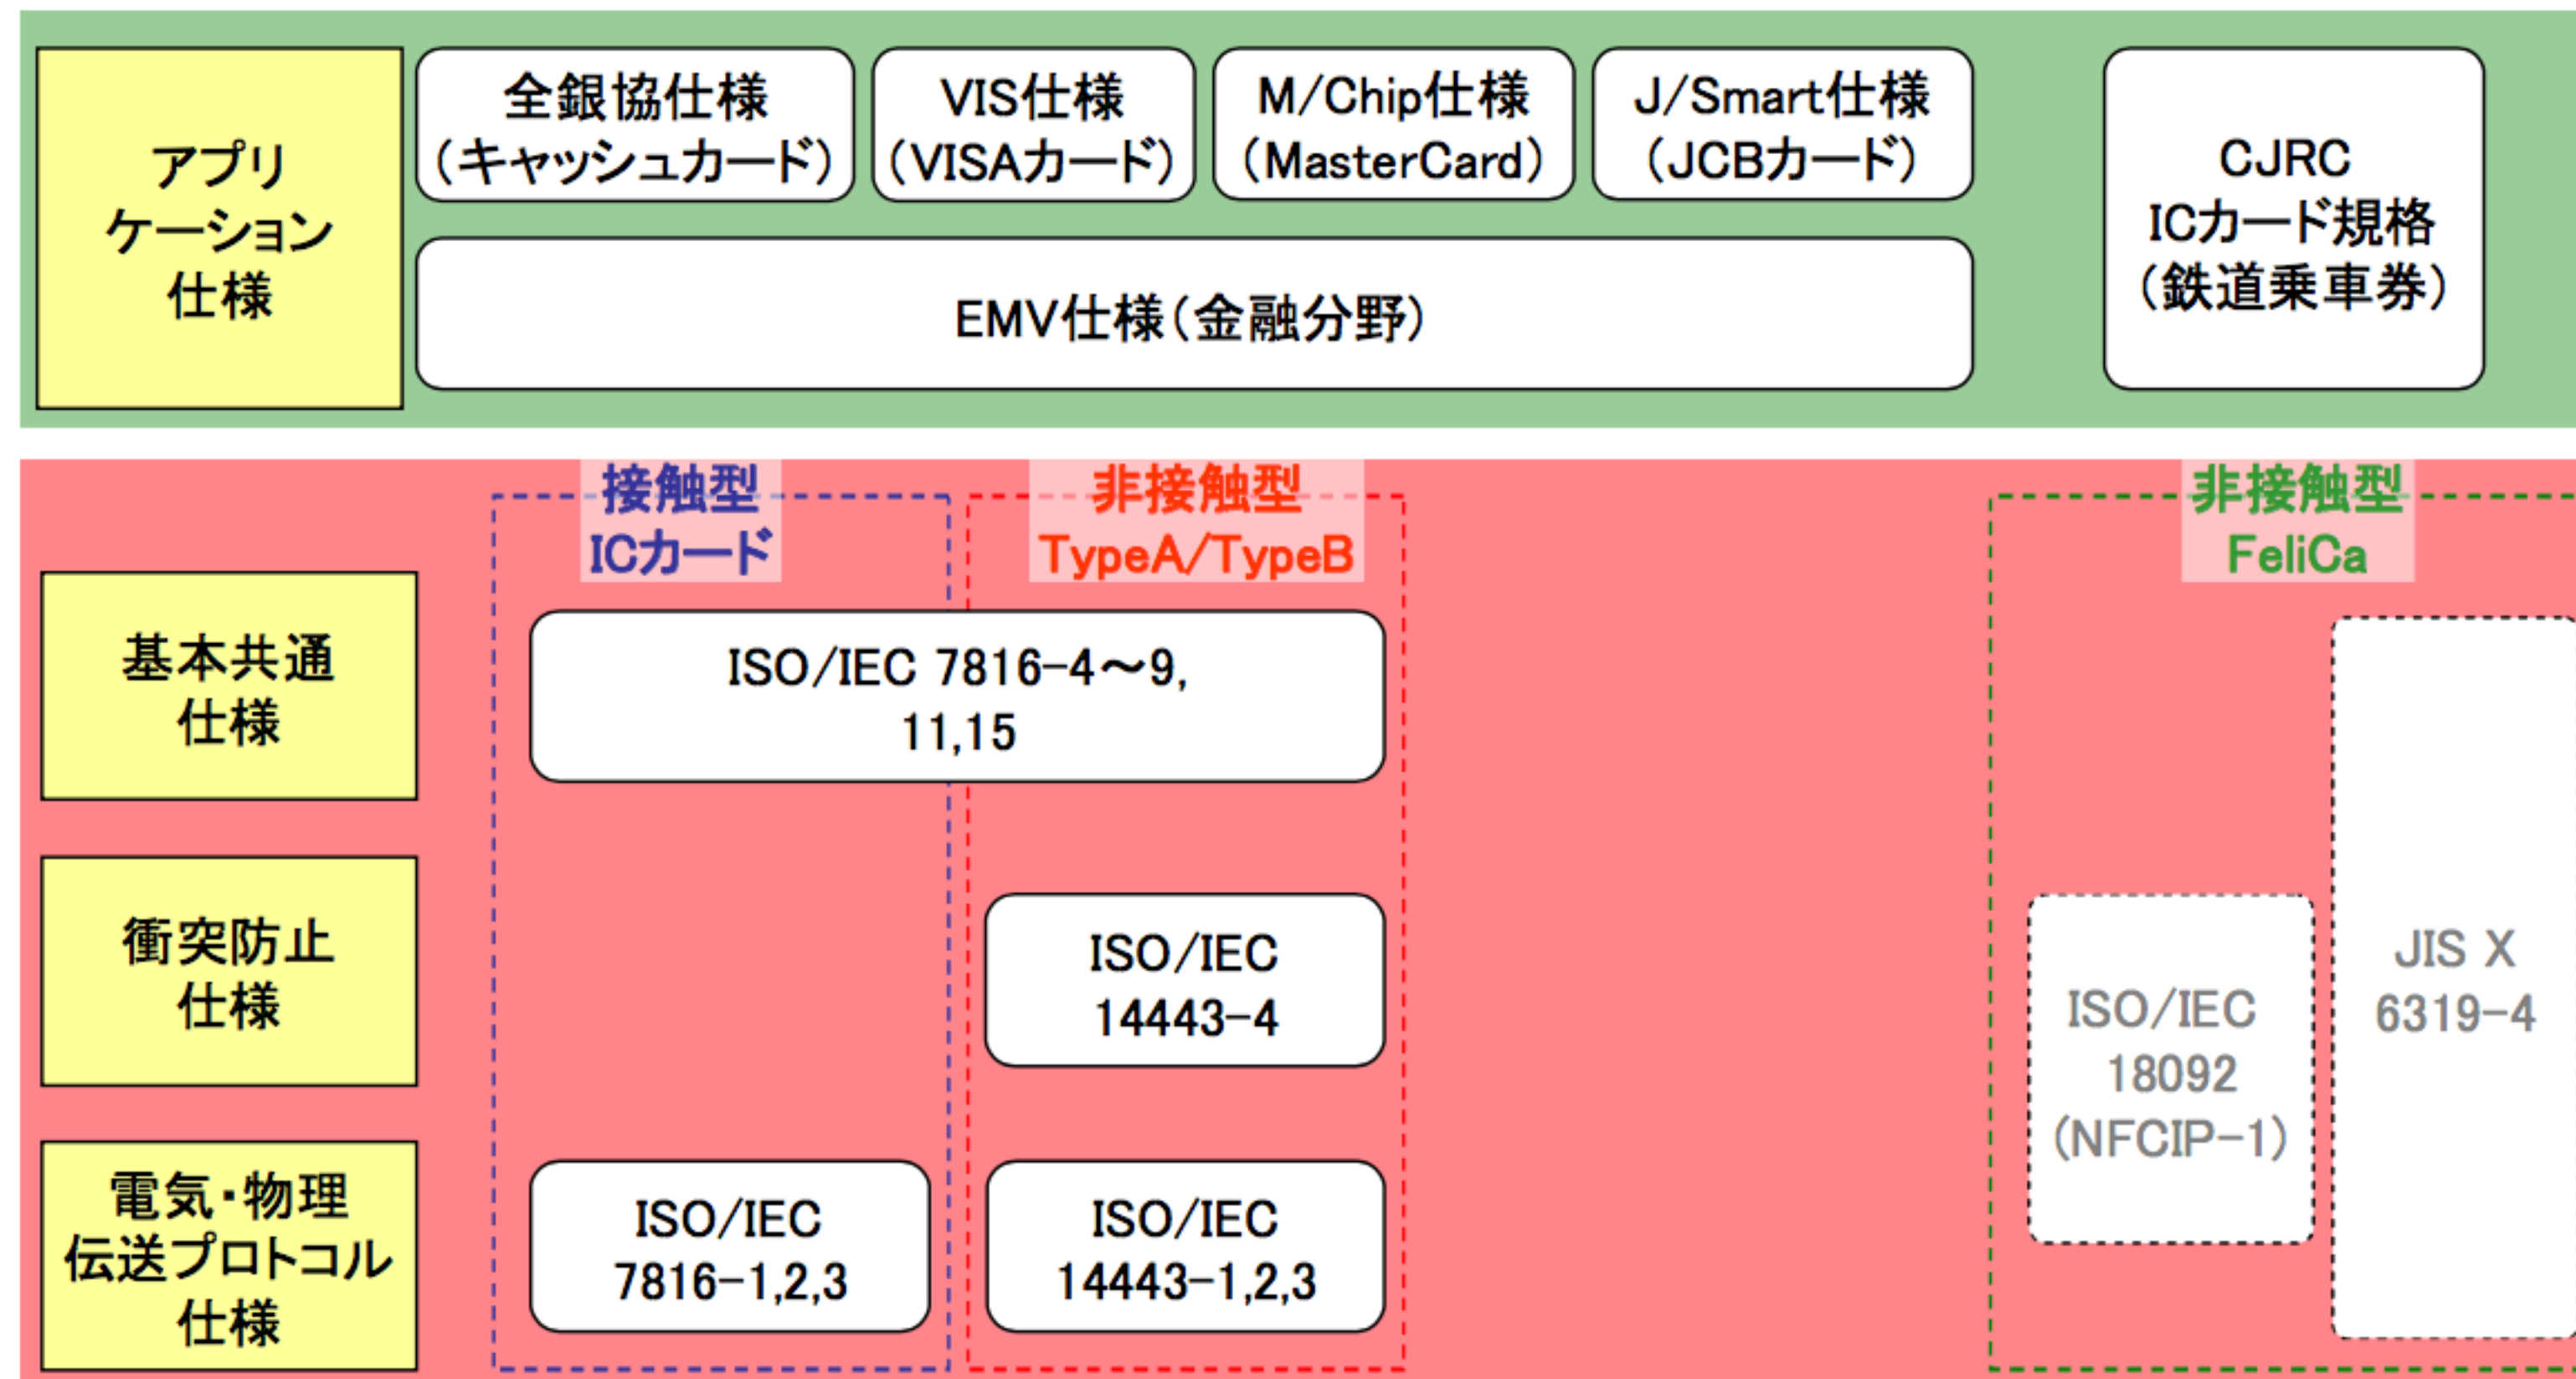 アプリ
ケーション
仕様
全銀協仕様
(キャッシュカード)
VIS仕様
(VISAカード)
M/Chip仕様
(MasterCard)
J/Smart仕様
(JCBカード)
CJRC
ICカード規格
(鉄道乗車券)
EMV仕様(金融分野)
接触型
ICカード
非接触型
TypeA/TypeB
非接触型
FeliCa
基本共通
仕様
ISO/IEC 7816-4～9,
11,15
衝突防止
仕様
ISO/IEC
14443-4
ISO/IEC
18092
(NFCIP-1)
JIS X
6319-4
電気・物理
伝送プロトコル
仕様
ISO/IEC
7816-1,2,3
ISO/IEC
14443-1,2,3